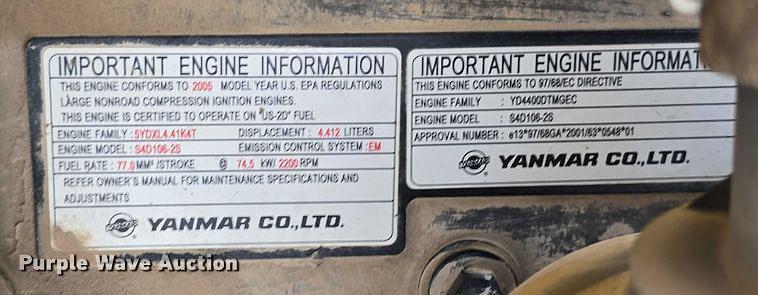 IMPORTANT ENGINE INFORMATION
THIS ENGINE CONFORMS TO 2005 MODEL YEAR U.S. EPA REGULATIONS
LARGE NONROAD COMPRESSION IGNITION ENGINES.
THIS ENGINE IS CERTIFIED TO OPERATE ON "US-2D" FUEL
ENGINE FAMILY: 5YDXL4.41K4T DISPLACEMENT : 4.412 LITERS
ENGINE MODEL : S4D106-2S EMISSION CONTROL SYSTEM :EM
FUEL RATE : 77.0 MM³/STROKE @ 74.5 kW/ 2200 RPM
REFER OWNER'S MANUAL FOR MAINTENANCE SPECIFICATIONS AND
ADJUSTMENTS
YANMAR YANMAR CO.,LTD.
IMPORTANT ENGINE INFORMATI
THIS ENGINE CONFORMS TO 97/68/EC DIRECTIVE
ENGINE FAMILY : YD4400DTMGEC
ENGINE MODEL : S4D106-2S
APPROVAL NUMBER : e13*97/68GA*2001/63*0548*01
YANMAR YANMAR CO.,LTD.
Purple Wave Auction